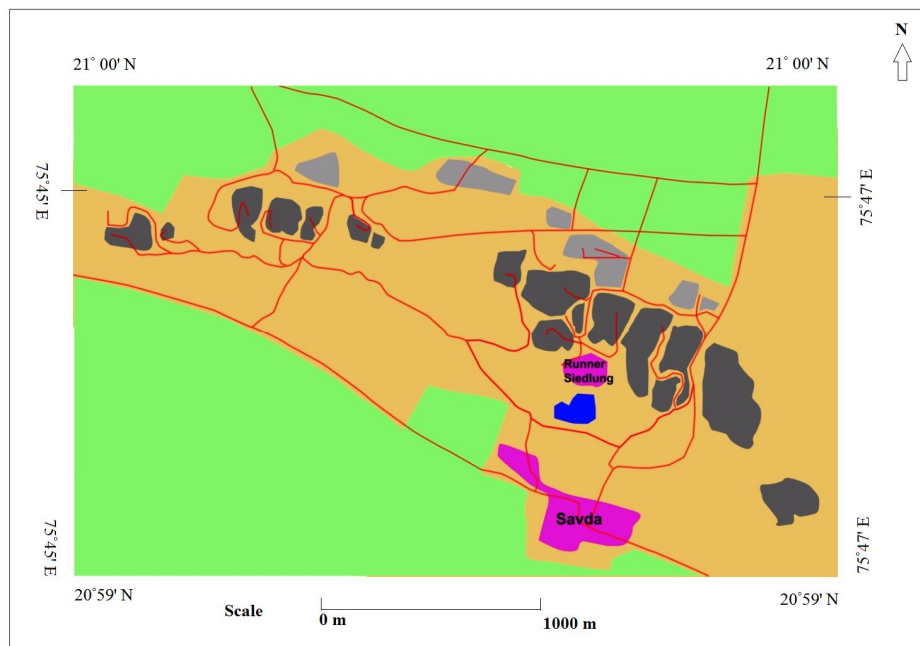 N
21° 00' N
21° 00' N
75°45' E
75°47' E
Runner
Siedlung
Savda
75°45' E
75°47' E
20°59' N
20°59' N
Scale
0 m
1000 m